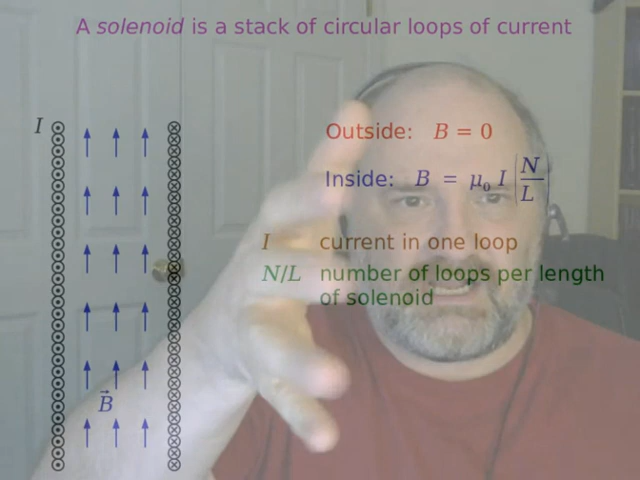 A solenoid is a stack of circular loops of current
I
Outside: B = 0
Inside: B = μ₀ I |N/L|
I current in one loop
N/L number of loops per length
of solenoid
B⃗